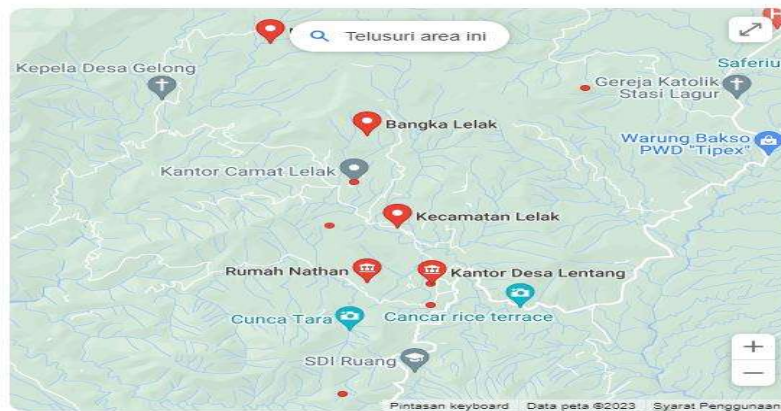 Telusuri area ini
Saferiu
Kepela Desa Gelong
Gereja Katolik
Stasi Lagur
Bangka Lelak
Warung Bakso
PWD "Tipex"
Kantor Camat Lelak
Kecamatan Lelak
Rumah Nathan
Kantor Desa Lentang
Cunca Tara
Cancar rice terrace
SDI Ruang
Pintasan keyboard
Data peta ©2023
Syarat Penggunaan